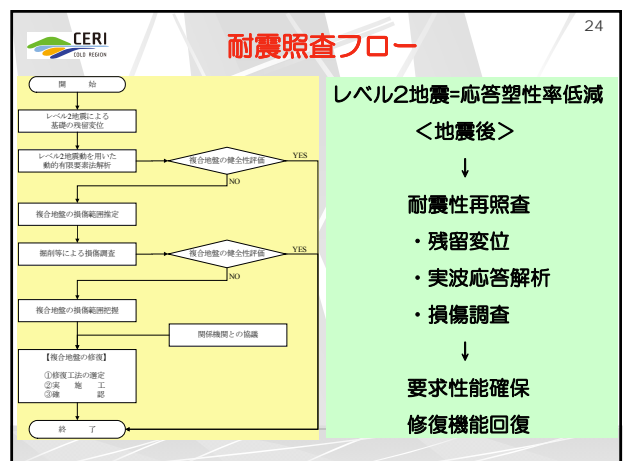 CERI
COLD REGION
耐震照査フロー
24
開　始
レベル2地震による
基礎の残留変位
レベル2地震動を用いた
動的有限要素法解析
複合地盤の健全性評価
YES
NO
複合地盤の損傷範囲推定
掘削等による損傷調査
複合地盤の健全性評価
YES
NO
複合地盤の損傷範囲把握
関係機関との協議
【複合地盤の修復】
①修復工法の選定
②実　施　工
③確　　　認
終　了
レベル2地震=応答塑性率低減
＜地震後＞
↓
耐震性再照査
・残留変位
・実波応答解析
・損傷調査
↓
要求性能確保
修復機能回復